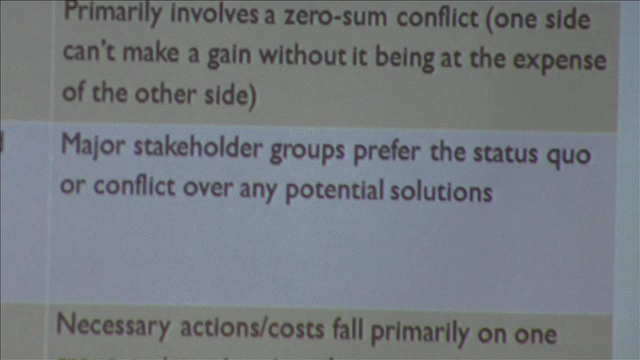 Primarily involves a zero-sum conflict (one side
can't make a gain without it being at the expense
of the other side)
Major stakeholder groups prefer the status quo
or conflict over any potential solutions
Necessary actions/costs fall primarily on one